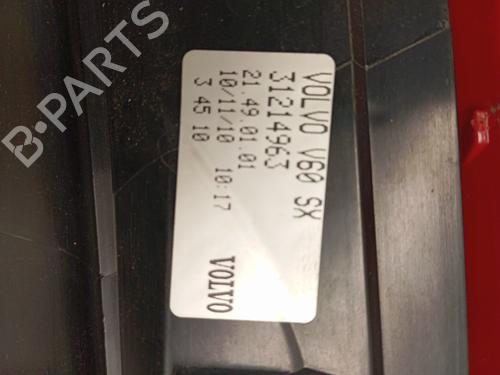 VOLVO V60 SX
31214963
21.49.01.01
10/11/10 10:17
3 45 10
VOLVO
B-PARTS